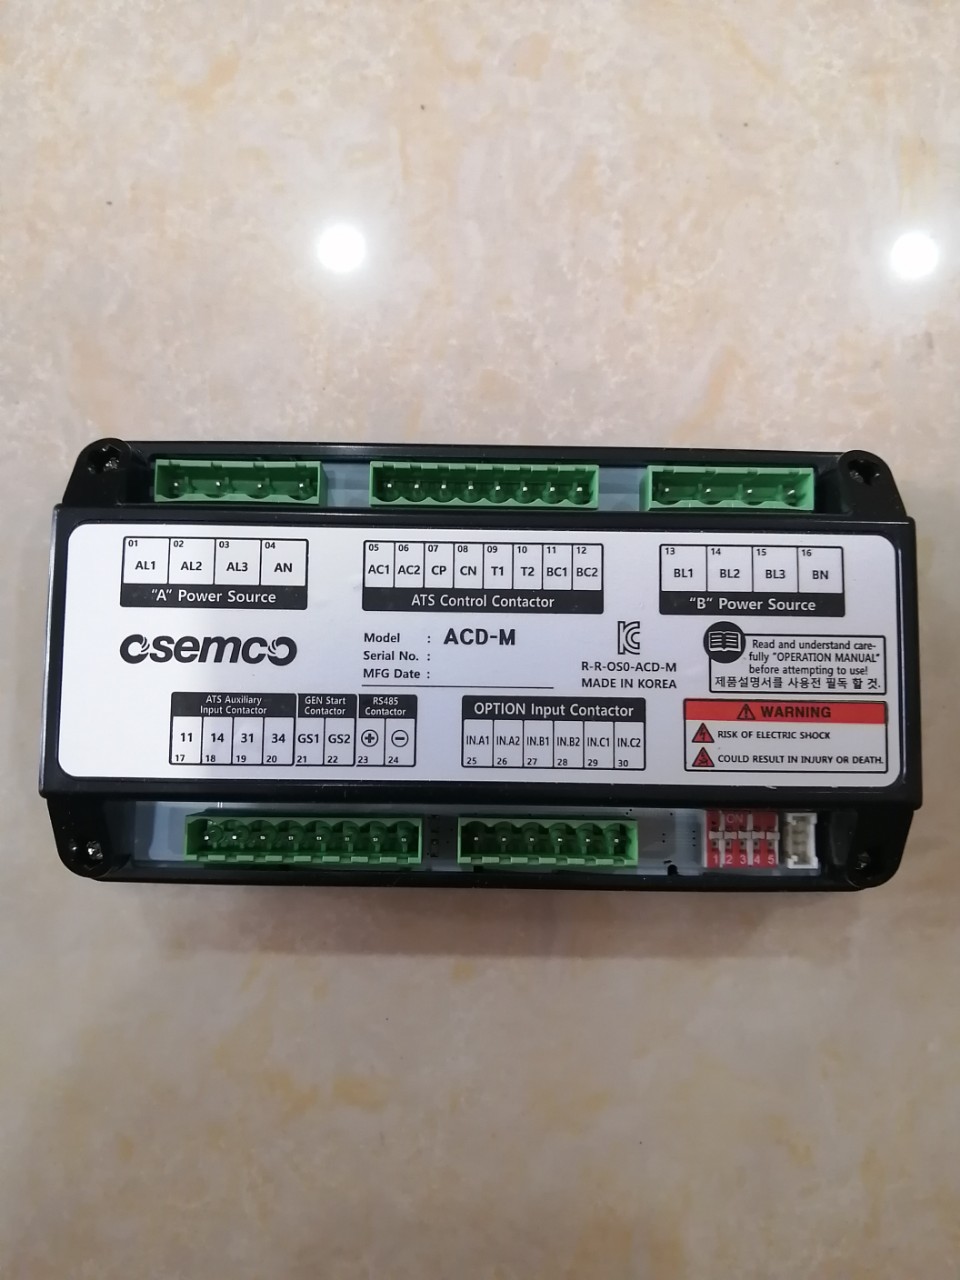 01 02 03 04
AL1 AL2 AL3 AN
"A" Power Source
05 06 07 08 09 10 11 12
AC1 AC2 CP CN T1 T2 BC1 BC2
ATS Control Contactor
13 14 15 16
BL1 BL2 BL3 BN
"B" Power Source
Osemco
Model : ACD-M
Serial No. :
MFG Date :
R-R-OS0-ACD-M
MADE IN KOREA
Read and understand care-
fully "OPERATION MANUAL"
before attempting to use!
제품설명서를 사용전 필독 할 것.
ATS Auxiliary
Input Contactor
11 14 31 34
17 18 19 20
GEN Start
Contactor
GS1 GS2
21 22
RS485
Contactor
+ −
23 24
OPTION Input Contactor
IN.A1 IN.A2 IN.B1 IN.B2 IN.C1 IN.C2
25 26 27 28 29 30
WARNING
RISK OF ELECTRIC SHOCK
COULD RESULT IN INJURY OR DEATH.
ON
1 2 3 4 5